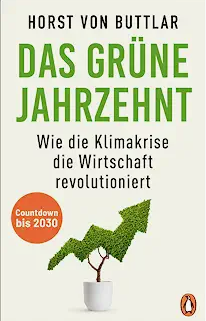 HORST VON BUTTLAR
DAS GRÜNE
JAHRZEHNT
Wie die Klimakrise
die Wirtschaft
revolutioniert
Countdown
bis 2030